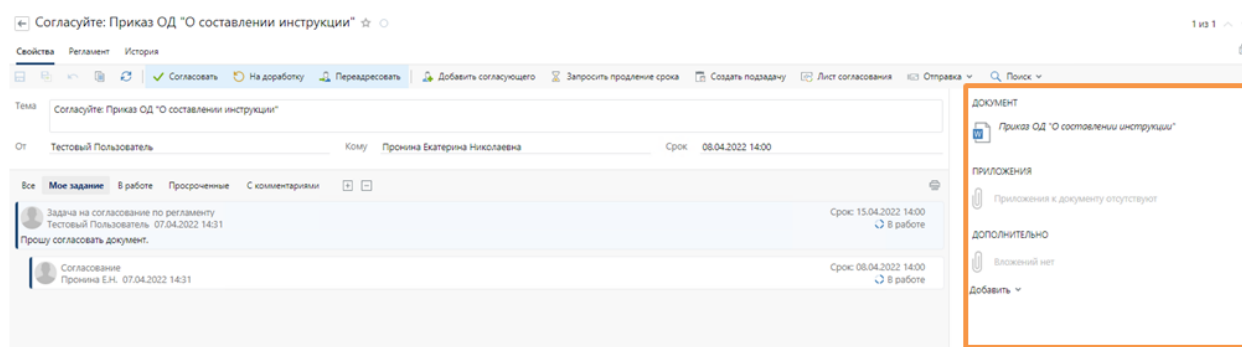 Согласуйте: Приказ ОД "О составлении инструкции"
1 из 1
Свойства Регламент История
Согласовать На доработку Переадресовать Добавить согласующего Запросить продление срока Создать подзадачу Лист согласования Отправка Поиск
Тема Согласуйте: Приказ ОД "О составлении инструкции"
От Тестовый Пользователь Кому Пронина Екатерина Николаевна Срок 08.04.2022 14:00
Все Мое задание В работе Просроченные С комментариями
Задача на согласование по регламенту Срок: 15.04.2022 14:00
Тестовый Пользователь 07.04.2022 14:31 В работе
Прошу согласовать документ.
Согласование Срок: 08.04.2022 14:00
Пронина Е.Н. 07.04.2022 14:31 В работе
ДОКУМЕНТ
Приказ ОД "О составлении инструкции"
ПРИЛОЖЕНИЯ
Приложения к документу отсутствуют
ДОПОЛНИТЕЛЬНО
Вложений нет
Добавить